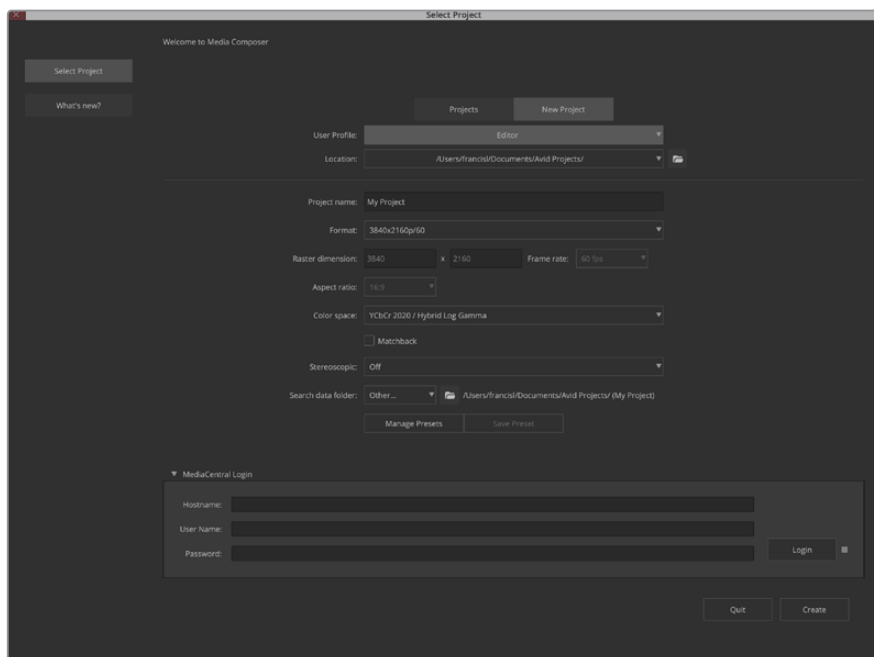 Select Project
Welcome to Media Composer
Select Project
What's new?
Projects New Project
User Profile: Editor
Location: /Users/francisl/Documents/Avid Projects/
Project name: My Project
Format: 3840x2160p/60
Raster dimension: 3840 x 2160 Frame rate: 60 fps
Aspect ratio: 16:9
Color space: YCbCr 2020 / Hybrid Log Gamma
Matchback
Stereoscopic: Off
Search data folder: Other... /Users/francisl/Documents/Avid Projects/ (My Project)
Manage Presets Save Preset
MediaCentral Login
Hostname:
User Name:
Password:
Login
Quit Create